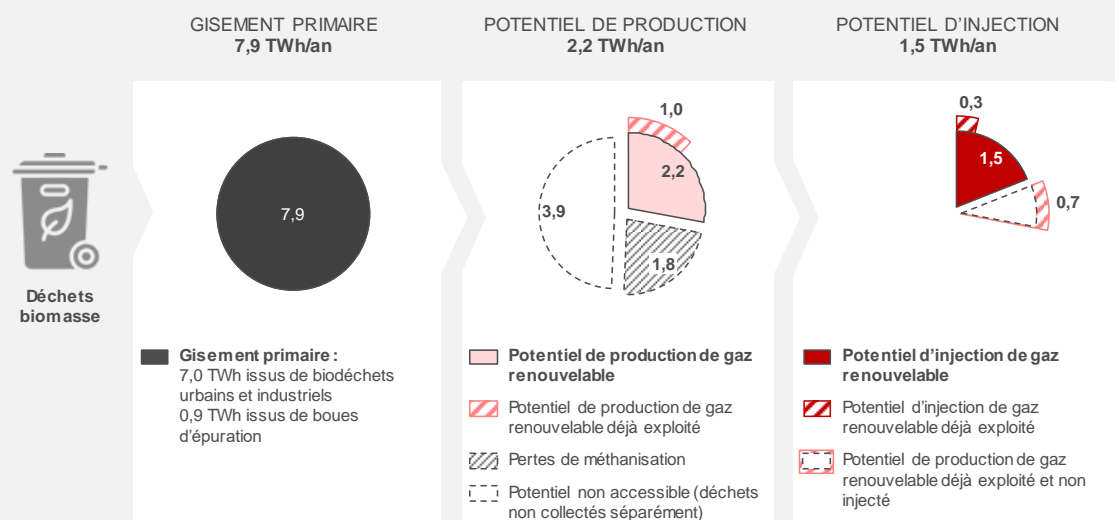 GISEMENT PRIMAIRE
7,9 TWh/an
POTENTIEL DE PRODUCTION
2,2 TWh/an
POTENTIEL D'INJECTION
1,5 TWh/an
Déchets
biomasse
7,9
1,0
2,2
3,9
1,8
0,3
1,5
0,7
Gisement primaire :
7,0 TWh issus de biodéchets
urbains et industriels
0,9 TWh issus de boues
d'épuration
Potentiel de production de gaz
renouvelable
Potentiel de production de gaz
renouvelable déjà exploité
Pertes de méthanisation
Potentiel non accessible (déchets
non collectés séparément)
Potentiel d'injection de gaz
renouvelable
Potentiel d'injection de gaz
renouvelable déjà exploité
Potentiel de production de gaz
renouvelable déjà exploité et non
injecté